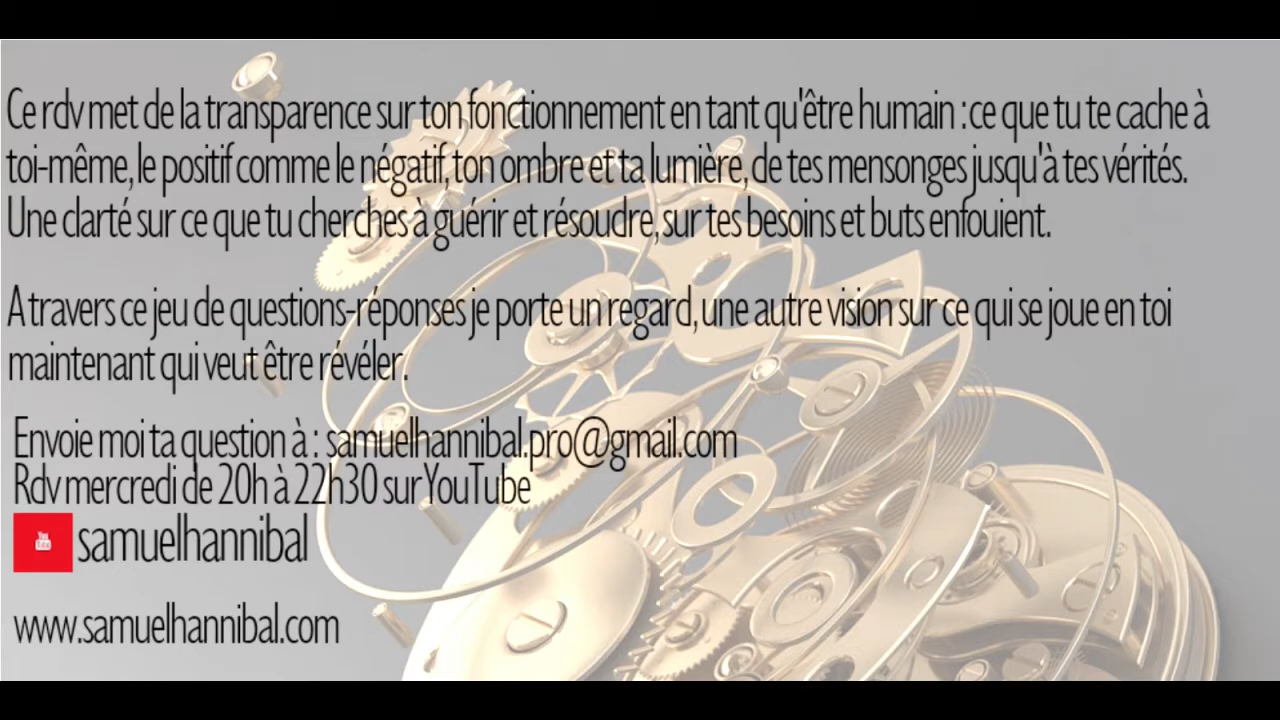 Ce rdv met de la transparence sur ton fonctionnement en tant qu'être humain : ce que tu te cache à
toi-même, le positif comme le négatif, ton ombre et ta lumière, de tes mensonges jusqu'à tes vérités.
Une clarté sur ce que tu cherches à guérir et résoudre, sur tes besoins et buts enfouient.
A travers ce jeu de questions-réponses je porte un regard, une autre vision sur ce qui se joue en toi
maintenant qui veut être révéler.
Envoie moi ta question à : samuelhannibal.pro@gmail.com
Rdv mercredi de 20h à 22h30 sur YouTube
You Tube samuelhannibal
www.samuelhannibal.com